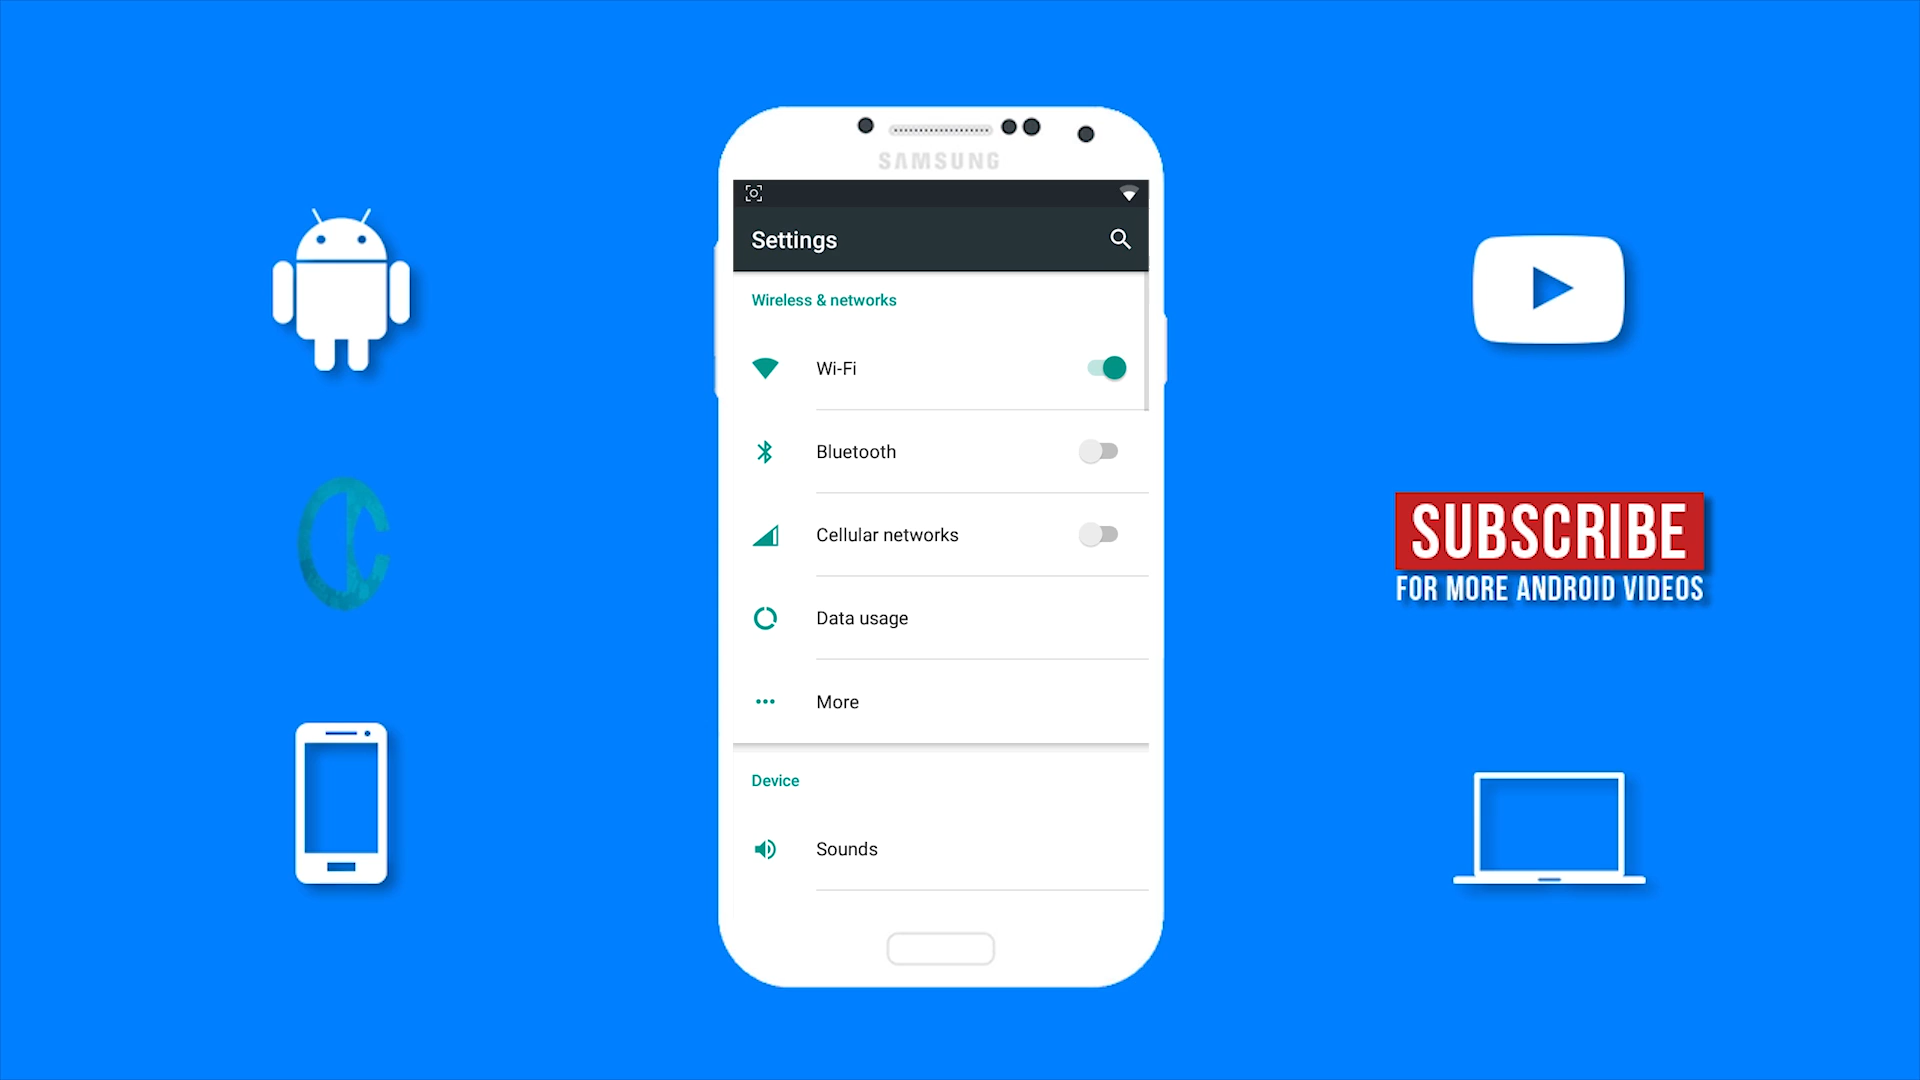 SAMSUNG
Settings
Wireless & networks
Wi-Fi
Bluetooth
Cellular networks
Data usage
More
Device
Sounds
SUBSCRIBE
FOR MORE ANDROID VIDEOS